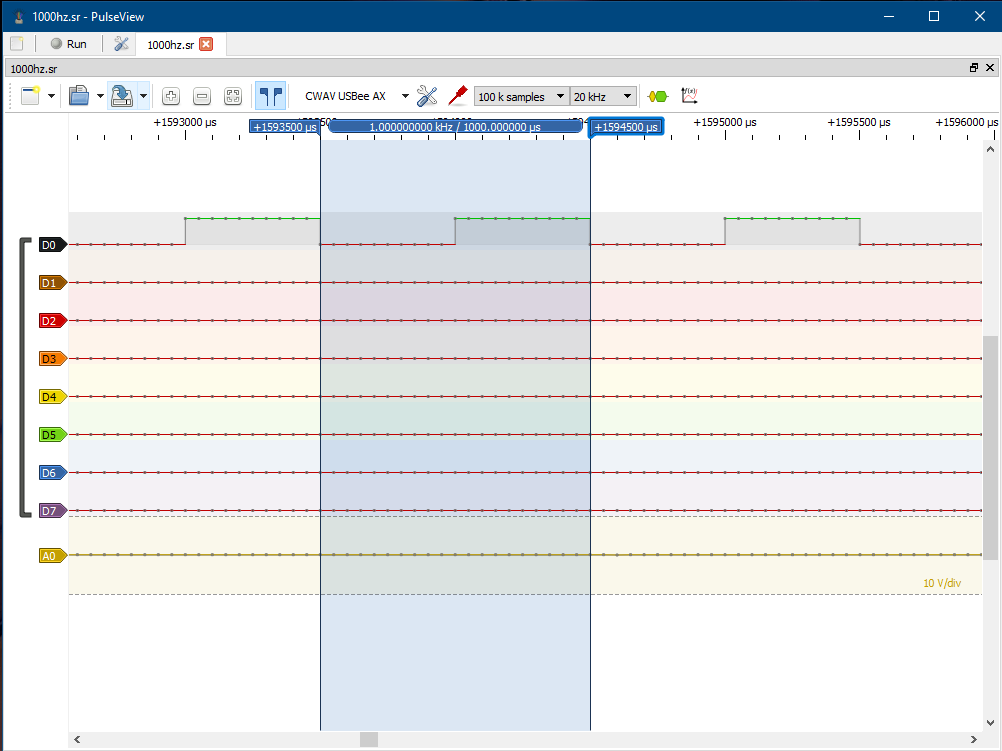 1000hz.sr - PulseView
Run
1000hz.sr
1000hz.sr
CWAV USBee AX
100 k samples
20 kHz
+1593000 µs
+1595000 µs
+1595500 µs
+1596000 µs
+1593500 µs
1.000000000 kHz / 1000.000000 µs
+1594500 µs
D0
D1
D2
D3
D4
D5
D6
D7
A0
10 V/div